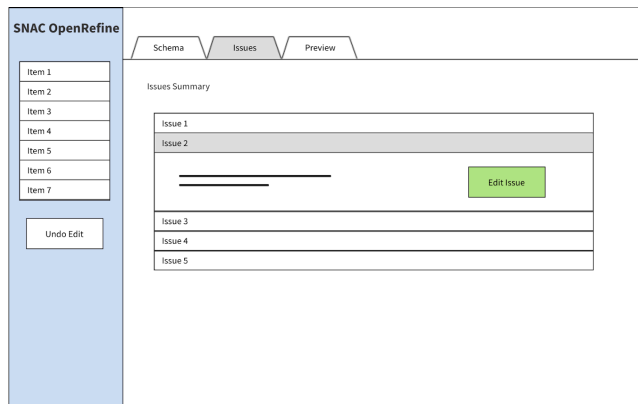 SNAC OpenRefine
Item 1
Item 2
Item 3
Item 4
Item 5
Item 6
Item 7
Undo Edit
Schema
Issues
Preview
Issues Summary
Issue 1
Issue 2
Edit Issue
Issue 3
Issue 4
Issue 5